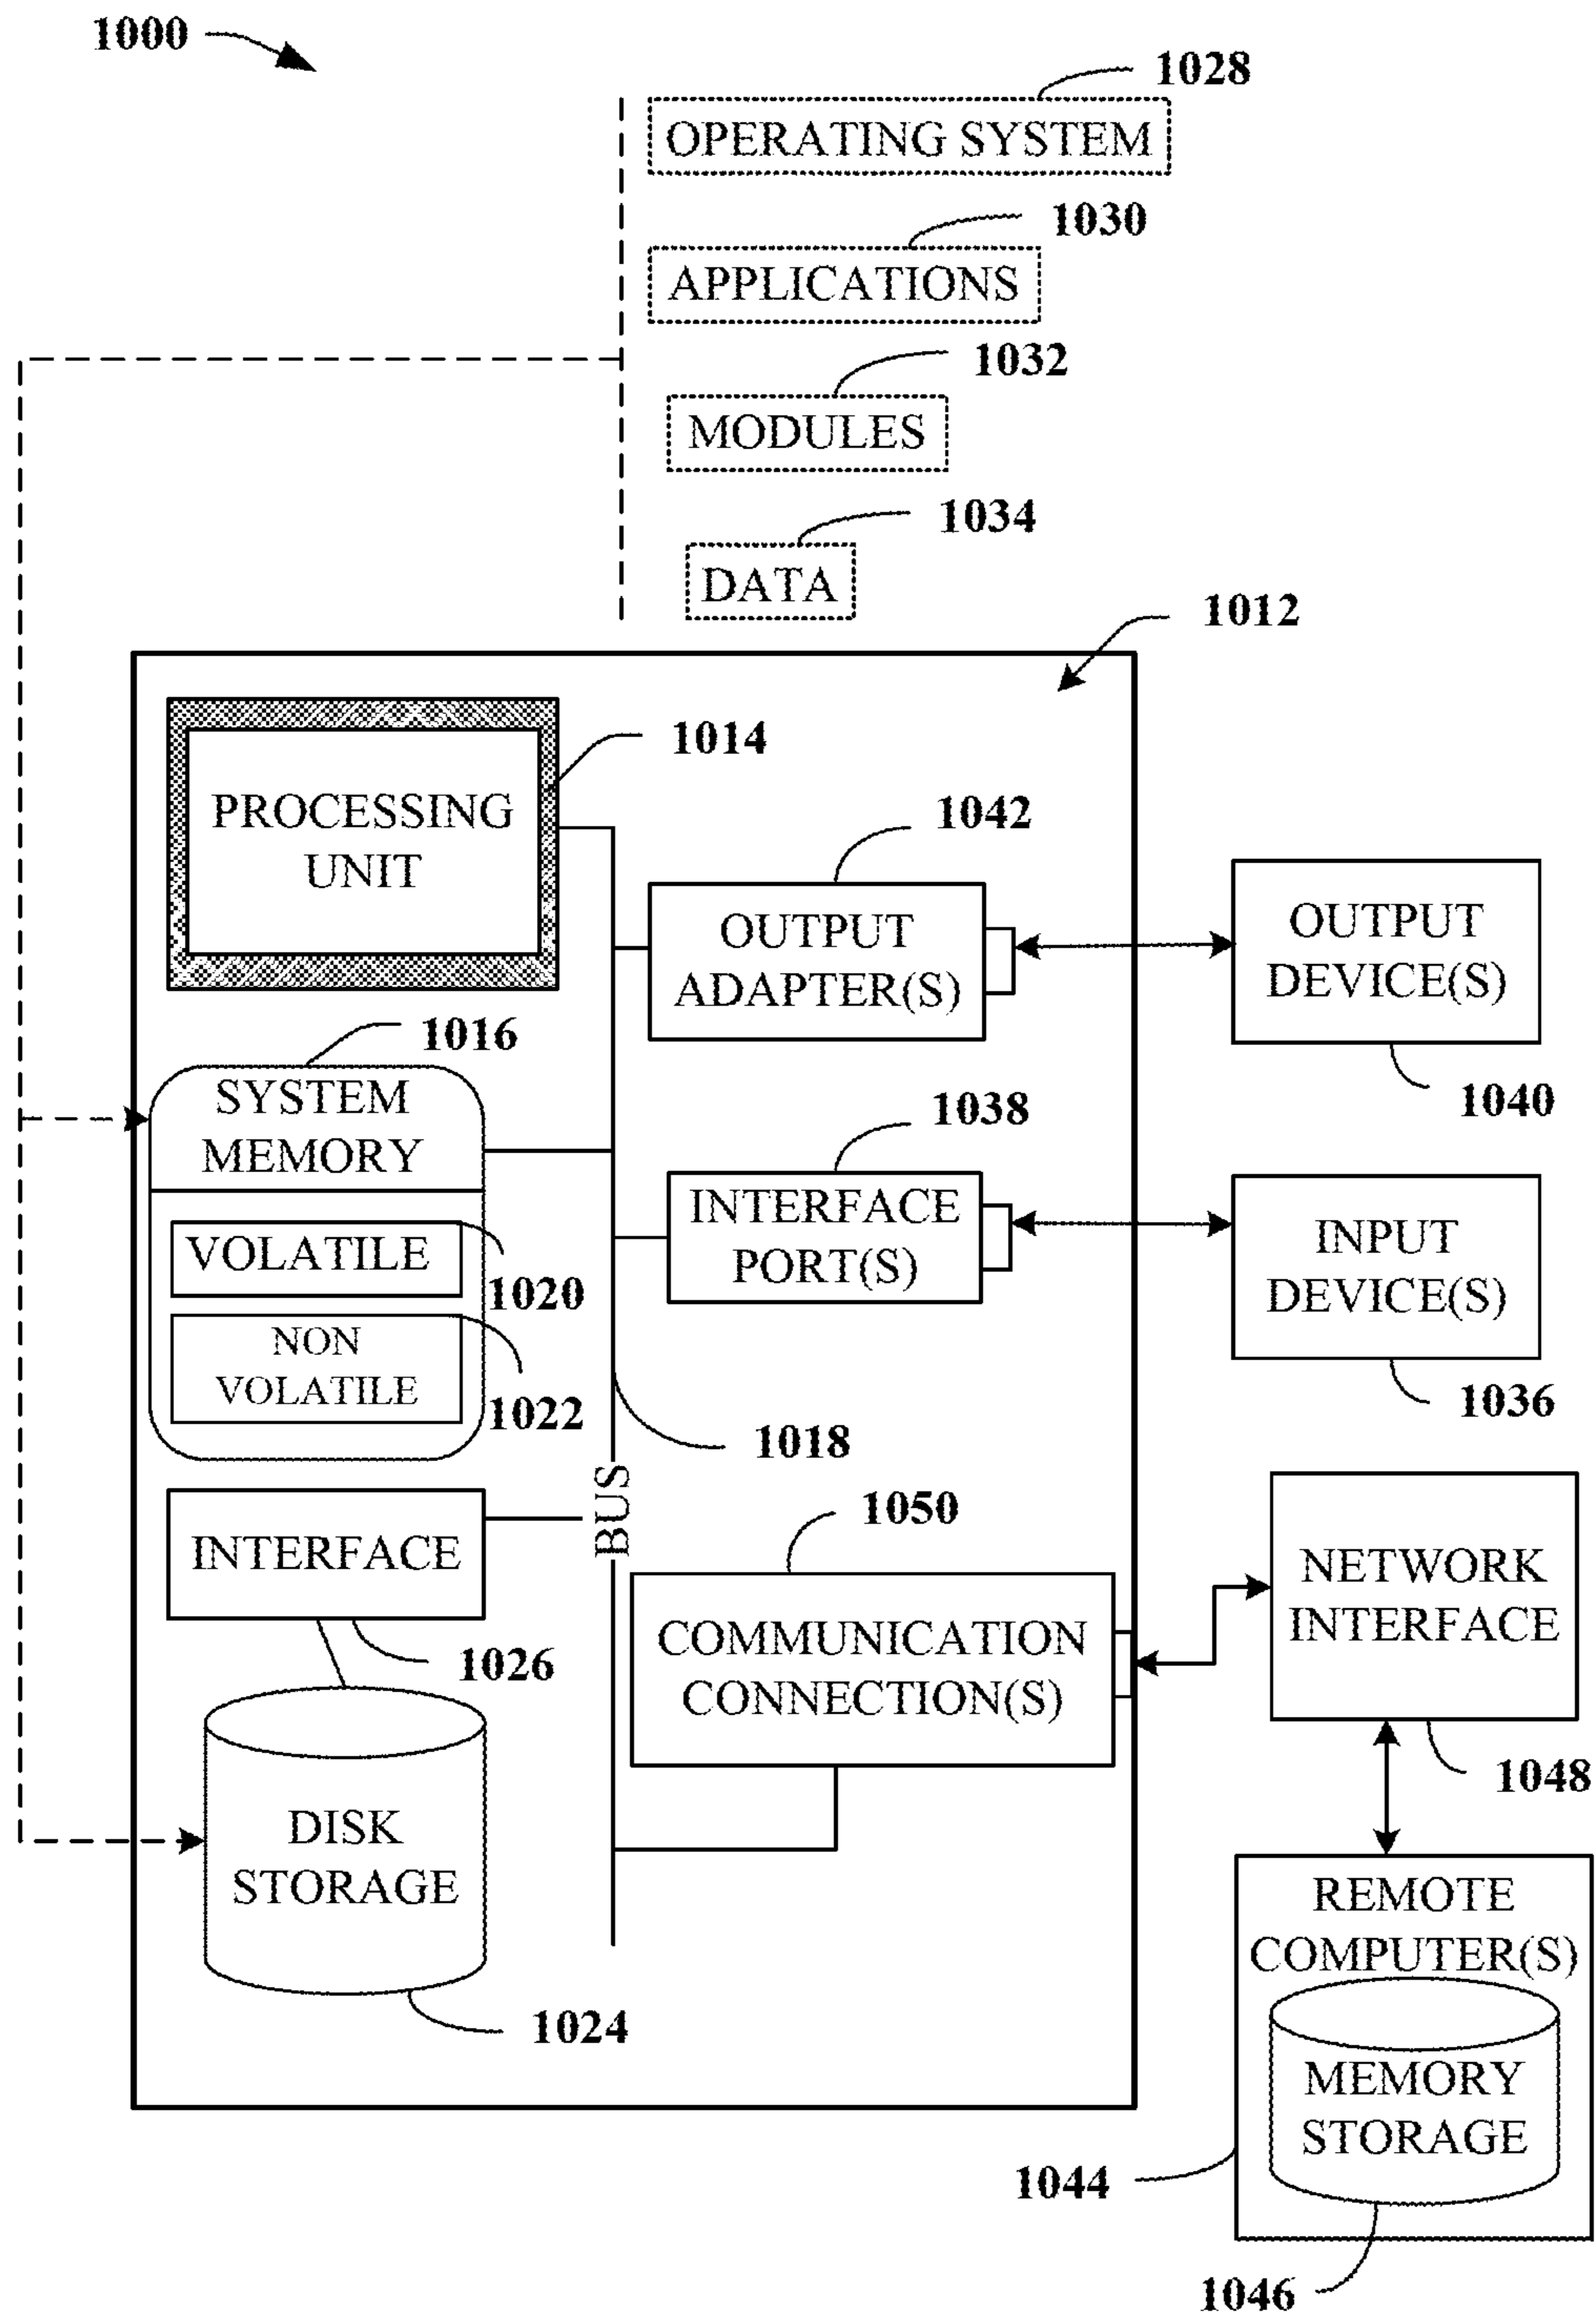 1000
1028
OPERATING SYSTEM
1030
APPLICATIONS
1032
MODULES
1034
DATA
1012
1014
PROCESSING
UNIT
1042
OUTPUT
ADAPTER(S)
OUTPUT
DEVICE(S)
1040
1016
SYSTEM
MEMORY
1038
INTERFACE
PORT(S)
INPUT
DEVICE(S)
1036
VOLATILE
1020
NON
VOLATILE
1022
1018
BUS
1050
INTERFACE
1026
COMMUNICATION
CONNECTION(S)
NETWORK
INTERFACE
1048
DISK
STORAGE
1024
REMOTE
COMPUTER(S)
MEMORY
STORAGE
1044
1046